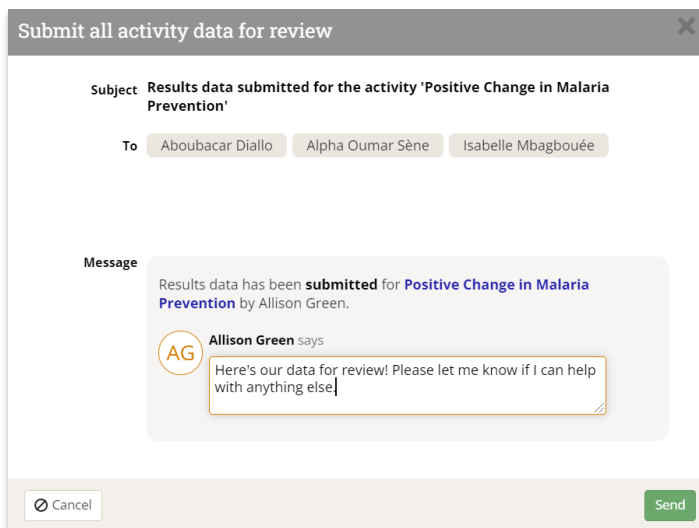 Submit all activity data for review
Subject Results data submitted for the activity 'Positive Change in Malaria
Prevention'
To Aboubacar Diallo Alpha Oumar Sène Isabelle Mbagbouée
Message
Results data has been submitted for Positive Change in Malaria
Prevention by Allison Green.
AG
Allison Green says
Here's our data for review! Please let me know if I can help
with anything else.
Cancel Send